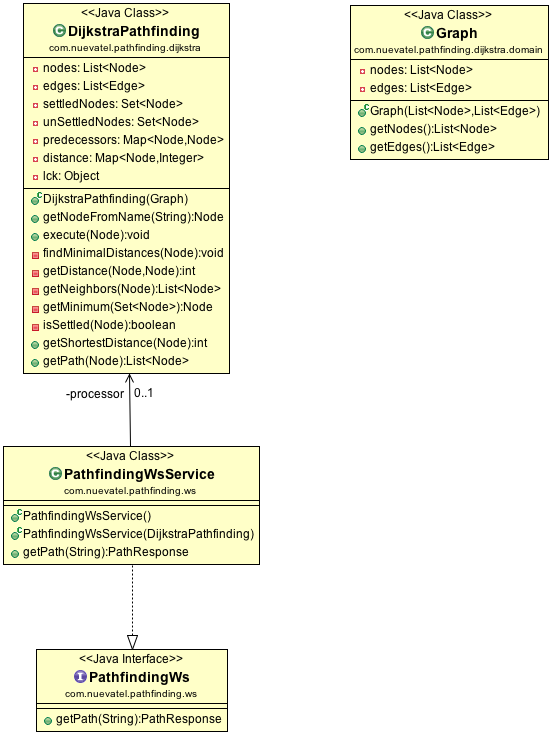 <<Java Class>>
DijkstraPathfinding
com.nuevatel.pathfinding.dijkstra
nodes: List<Node>
edges: List<Edge>
settledNodes: Set<Node>
unSettledNodes: Set<Node>
predecessors: Map<Node,Node>
distance: Map<Node,Integer>
lck: Object
DijkstraPathfinding(Graph)
getNodeFromName(String):Node
execute(Node):void
findMinimalDistances(Node):void
getDistance(Node,Node):int
getNeighbors(Node):List<Node>
getMinimum(Set<Node>):Node
isSettled(Node):boolean
getShortestDistance(Node):int
getPath(Node):List<Node>
<<Java Class>>
Graph
com.nuevatel.pathfinding.dijkstra.domain
nodes: List<Node>
edges: List<Edge>
Graph(List<Node>,List<Edge>)
getNodes():List<Node>
getEdges():List<Edge>
-processor 0..1
<<Java Class>>
PathfindingWsService
com.nuevatel.pathfinding.ws
PathfindingWsService()
PathfindingWsService(DijkstraPathfinding)
getPath(String):PathResponse
<<Java Interface>>
PathfindingWs
com.nuevatel.pathfinding.ws
getPath(String):PathResponse